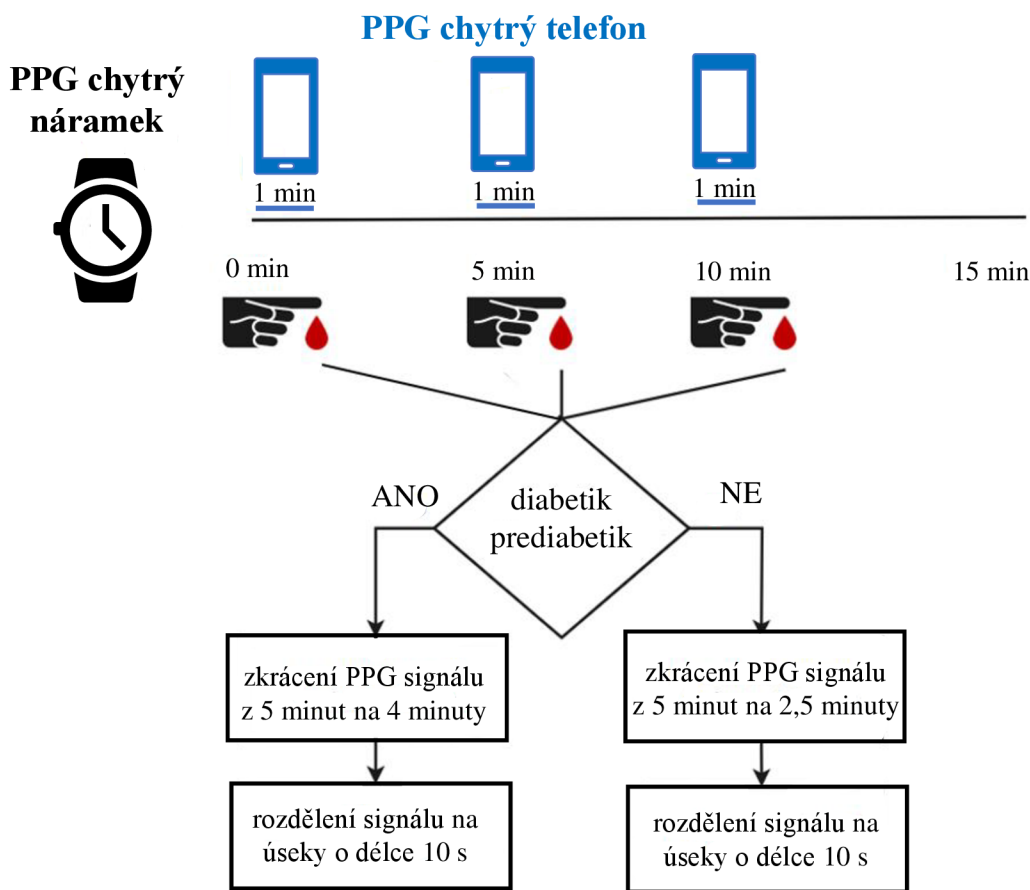 PPG chytrý telefon
PPG chytrý
náramek
1 min
1 min
1 min
0 min
5 min
10 min
15 min
ANO
diabetik
prediabetik
NE
zkrácení PPG signálu
z 5 minut na 4 minuty
zkrácení PPG signálu
z 5 minut na 2,5 minuty
rozdělení signálu na
úseky o délce 10 s
rozdělení signálu na
úseky o délce 10 s